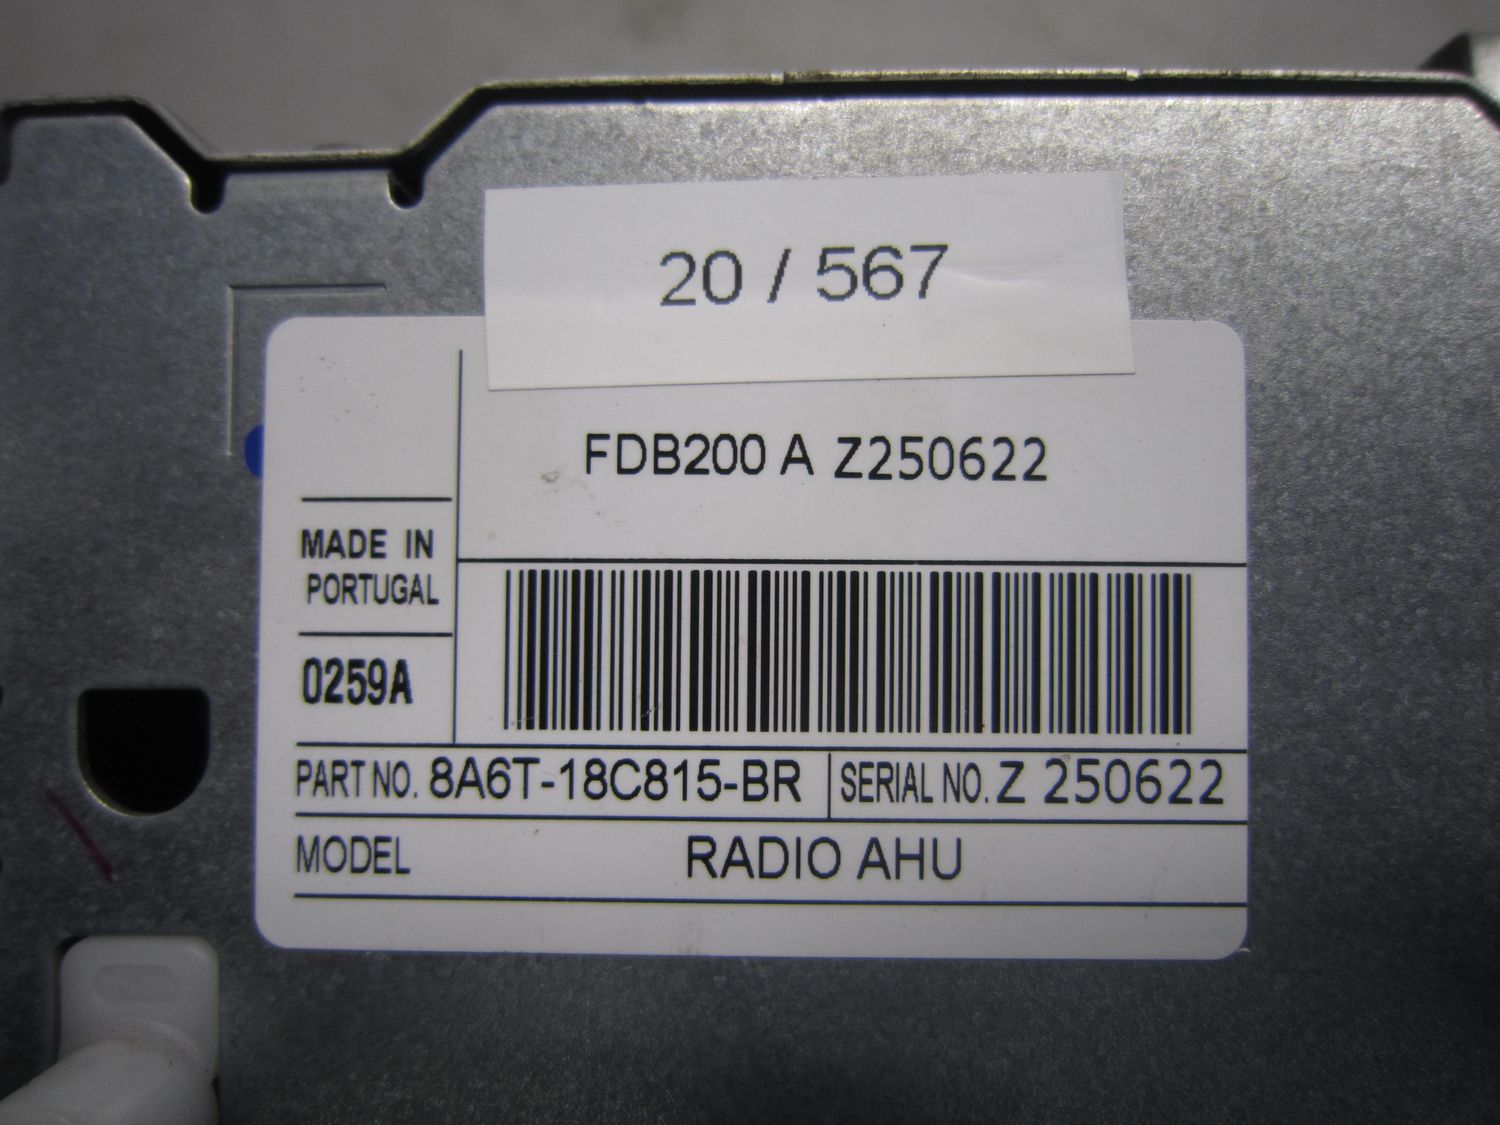 20 / 567
FDB200 A Z250622
MADE IN
PORTUGAL
0259A
PART NO. 8A6T-18C815-BR SERIAL NO. Z 250622
MODEL RADIO AHU